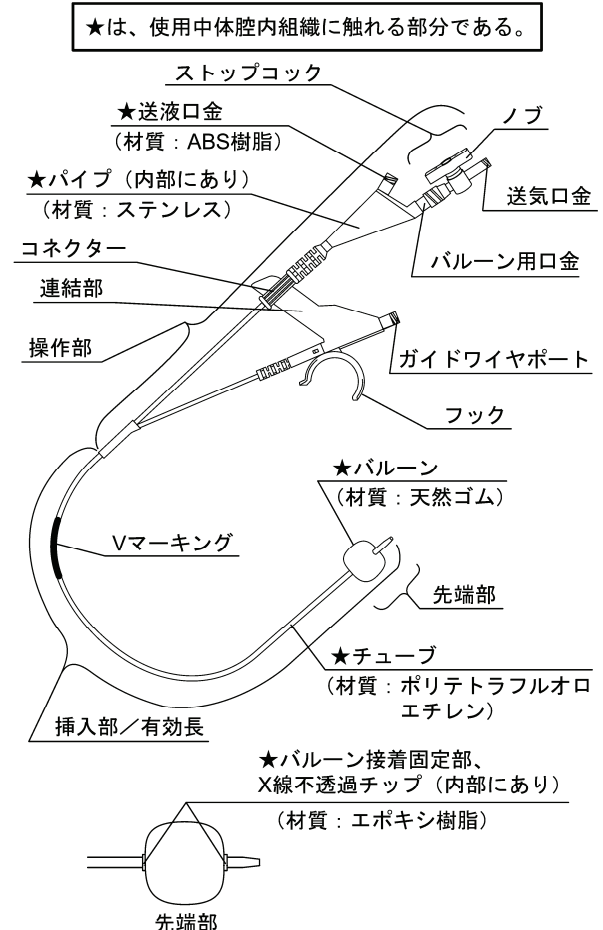 ★は、使用中体腔内組織に触れる部分である。
ストップコック
★送液口金
(材質:ABS樹脂)
ノブ
★パイプ(内部にあり)
(材質:ステンレス)
送気口金
コネクター
バルーン用口金
連結部
操作部
ガイドワイヤポート
フック
★バルーン
(材質:天然ゴム)
Vマーキング
先端部
★チューブ
(材質:ポリテトラフルオロ
エチレン)
挿入部/有効長
★バルーン接着固定部、
X線不透過チップ(内部にあり)
(材質:エポキシ樹脂)
先端部